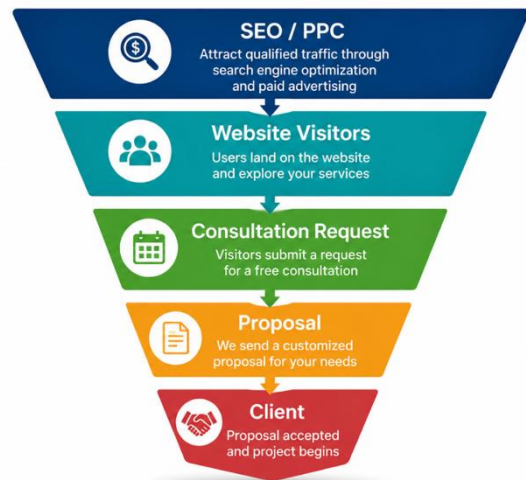 SEO / PPC
Attract qualified traffic through
search engine optimization
and paid advertising
Website Visitors
Users land on the website
and explore your services
Consultation Request
Visitors submit a request
for a free consultation
Proposal
We send a customized
proposal for your needs
Client
Proposal accepted
and project begins